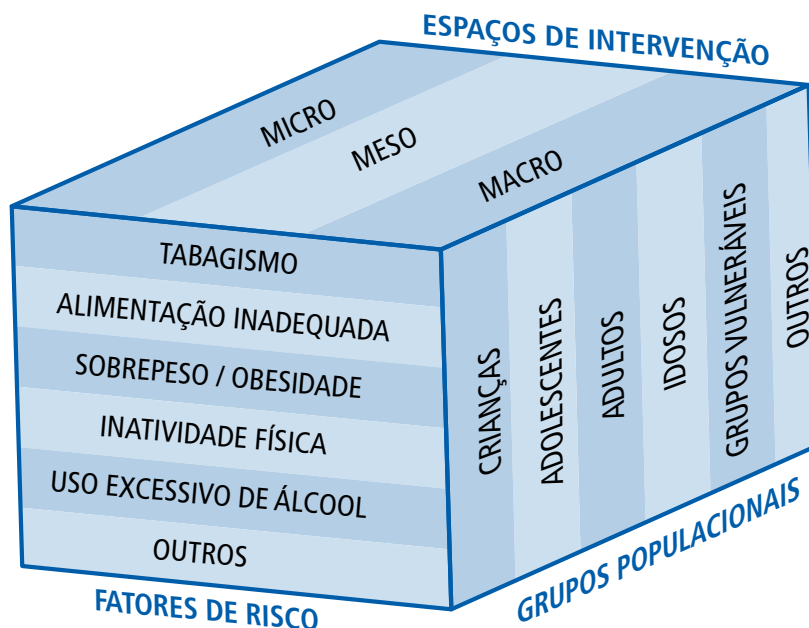 ESPAÇOS DE INTERVENÇÃO
MICRO
MESO
MACRO
TABAGISMO
ALIMENTAÇÃO INADEQUADA
SOBREPESO / OBESIDADE
INATIVIDADE FÍSICA
USO EXCESSIVO DE ÁLCOOL
OUTROS
FATORES DE RISCO
CRIANÇAS
ADOLESCENTES
ADULTOS
IDOSOS
GRUPOS VULNERÁVEIS
OUTROS
GRUPOS POPULACIONAIS